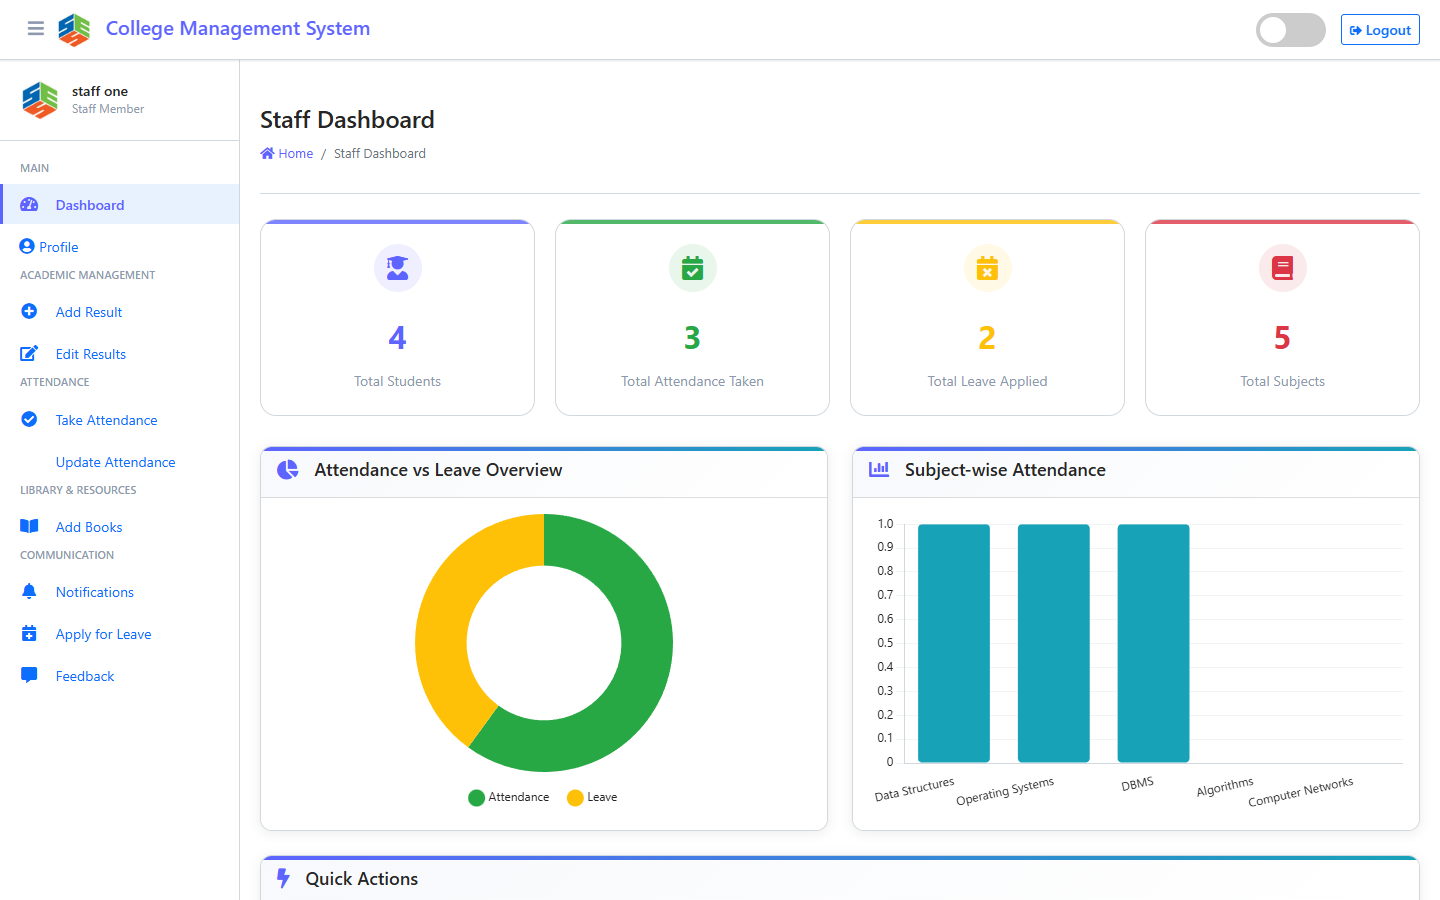 College Management System
Logout
staff one
Staff Member
MAIN
Dashboard
Profile
ACADEMIC MANAGEMENT
Add Result
Edit Results
ATTENDANCE
Take Attendance
Update Attendance
LIBRARY & RESOURCES
Add Books
COMMUNICATION
Notifications
Apply for Leave
Feedback
Staff Dashboard
Home / Staff Dashboard
4
Total Students
3
Total Attendance Taken
2
Total Leave Applied
5
Total Subjects
Attendance vs Leave Overview
Attendance
Leave
Subject-wise Attendance
1.0
0.9
0.8
0.7
0.6
0.5
0.4
0.3
0.2
0.1
0
Data Structures
Operating Systems
DBMS
Algorithms
Computer Networks
Quick Actions